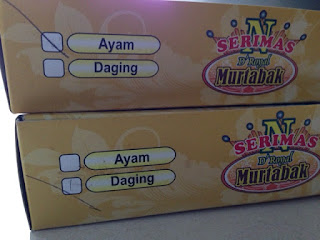 Ayam
Daging
N
SERIMAS
D'Royal
Murtabak
Ayam
Daging
N
SERIMAS
D'Royal
Murtabak